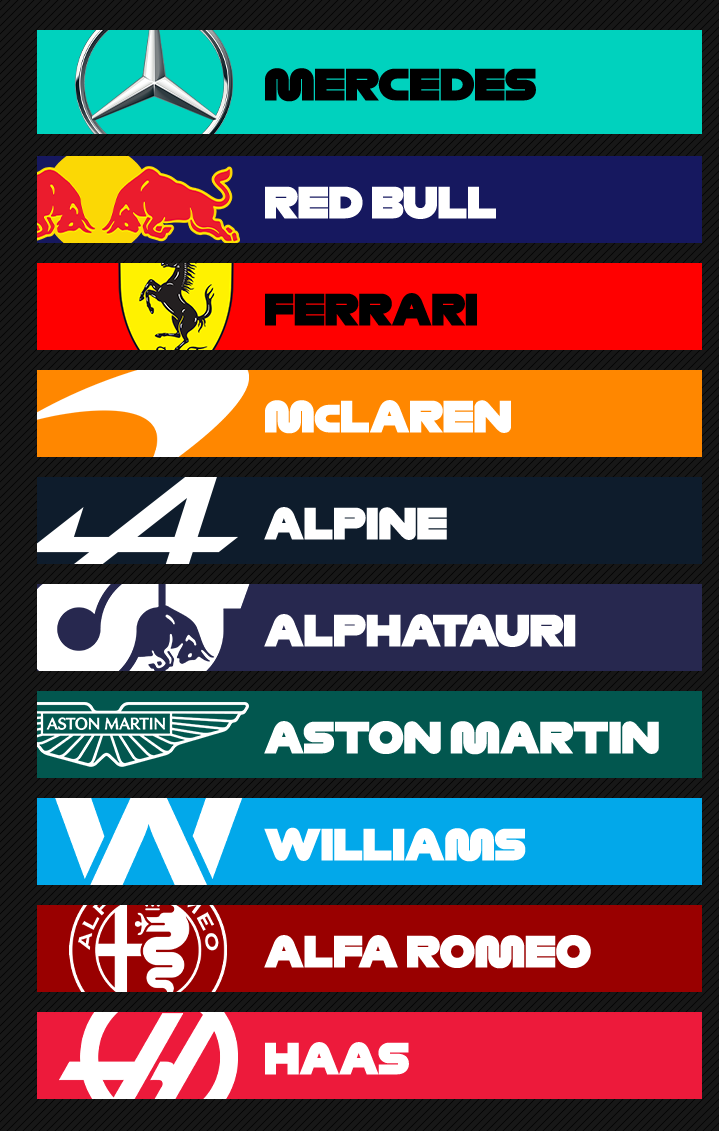 MERCEDES
RED BULL
FERRARI
McLAREN
ALPINE
ALPHATAURI
ASTON MARTIN
ASTON MARTIN
WILLIAMS
ALFA ROMEO
HAAS